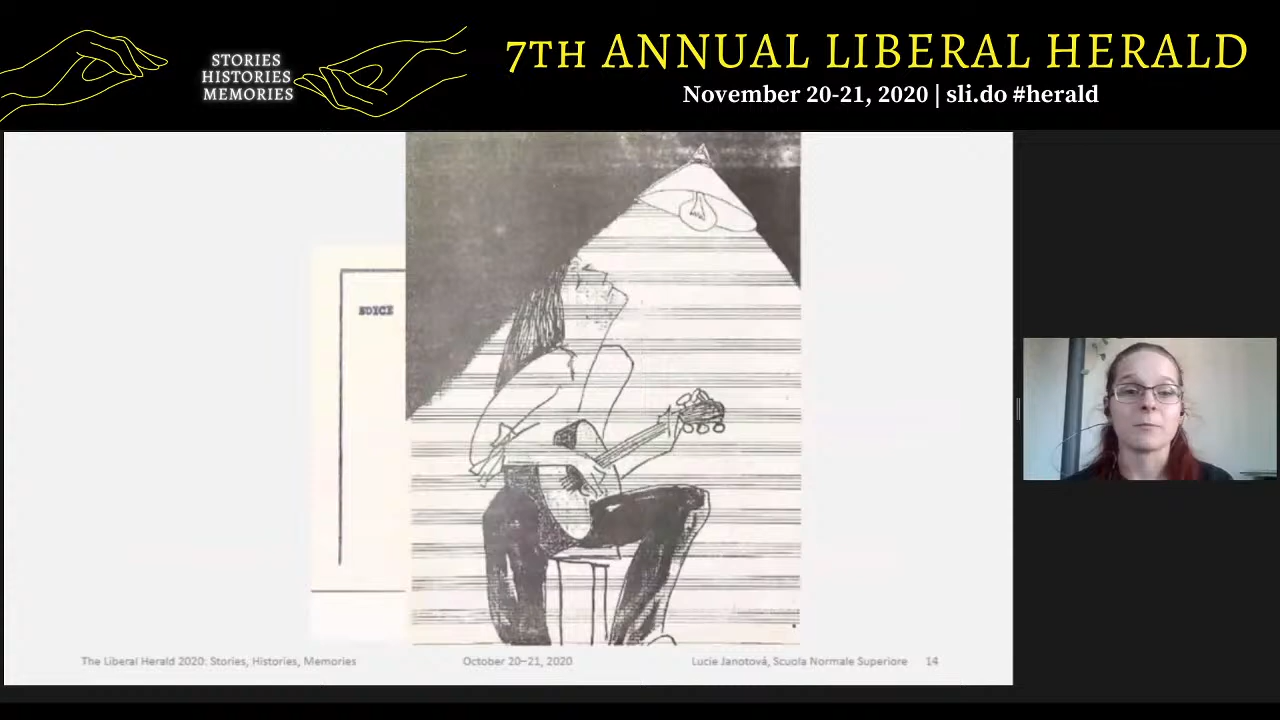 STORIES
HISTORIES
MEMORIES
7TH ANNUAL LIBERAL HERALD
November 20-21, 2020 | sli.do #herald
EDICE
The Liberal Herald 2020: Stories, Histories, Memories
October 20–21, 2020
Lucie Janotová, Scuola Normale Superiore 14